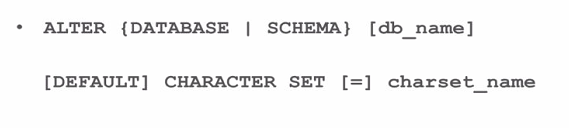 • ALTER {DATABASE | SCHEMA} [db_name]
[DEFAULT] CHARACTER SET [=] charset_name